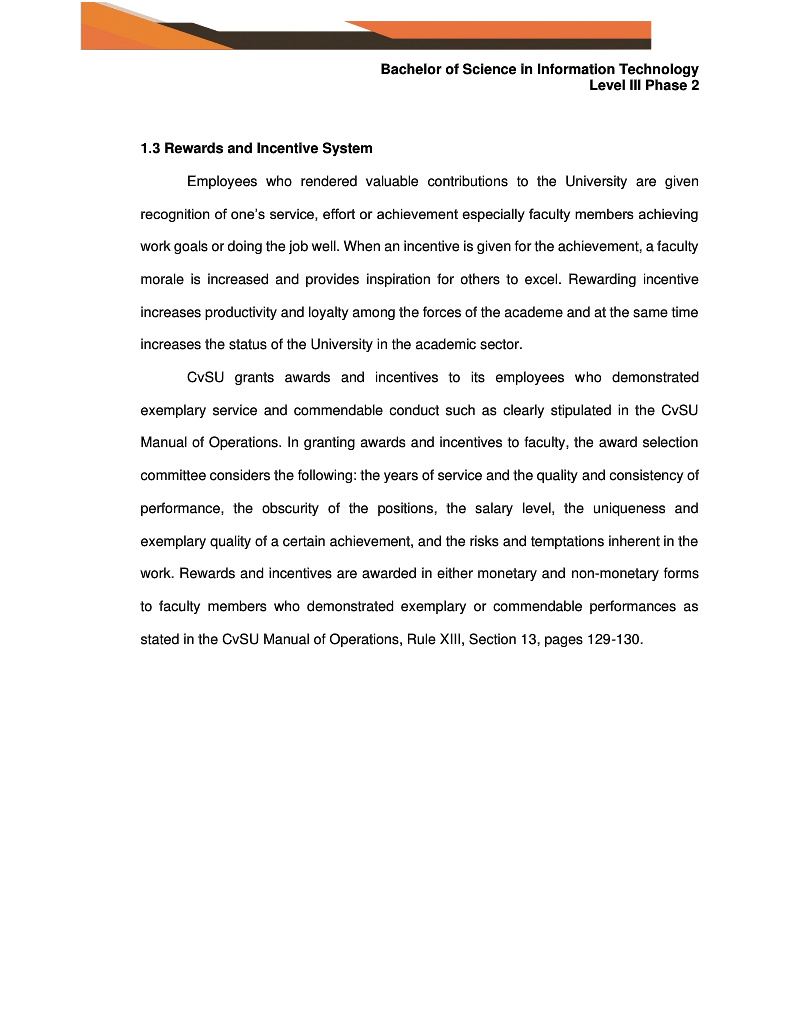 Bachelor of Science in Information Technology
Level III Phase 2
1.3 Rewards and Incentive System
Employees who rendered valuable contributions to the University are given
recognition of one's service, effort or achievement especially faculty members achieving
work goals or doing the job well. When an incentive is given for the achievement, a faculty
morale is increased and provides inspiration for others to excel. Rewarding incentive
increases productivity and loyalty among the forces of the academe and at the same time
increases the status of the University in the academic sector.
CvSU grants awards and incentives to its employees who demonstrated
exemplary service and commendable conduct such as clearly stipulated in the CvSU
Manual of Operations. In granting awards and incentives to faculty, the award selection
committee considers the following: the years of service and the quality and consistency of
performance, the obscurity of the positions, the salary level, the uniqueness and
exemplary quality of a certain achievement, and the risks and temptations inherent in the
work. Rewards and incentives are awarded in either monetary and non-monetary forms
to faculty members who demonstrated exemplary or commendable performances as
stated in the CvSU Manual of Operations, Rule XIII, Section 13, pages 129-130.